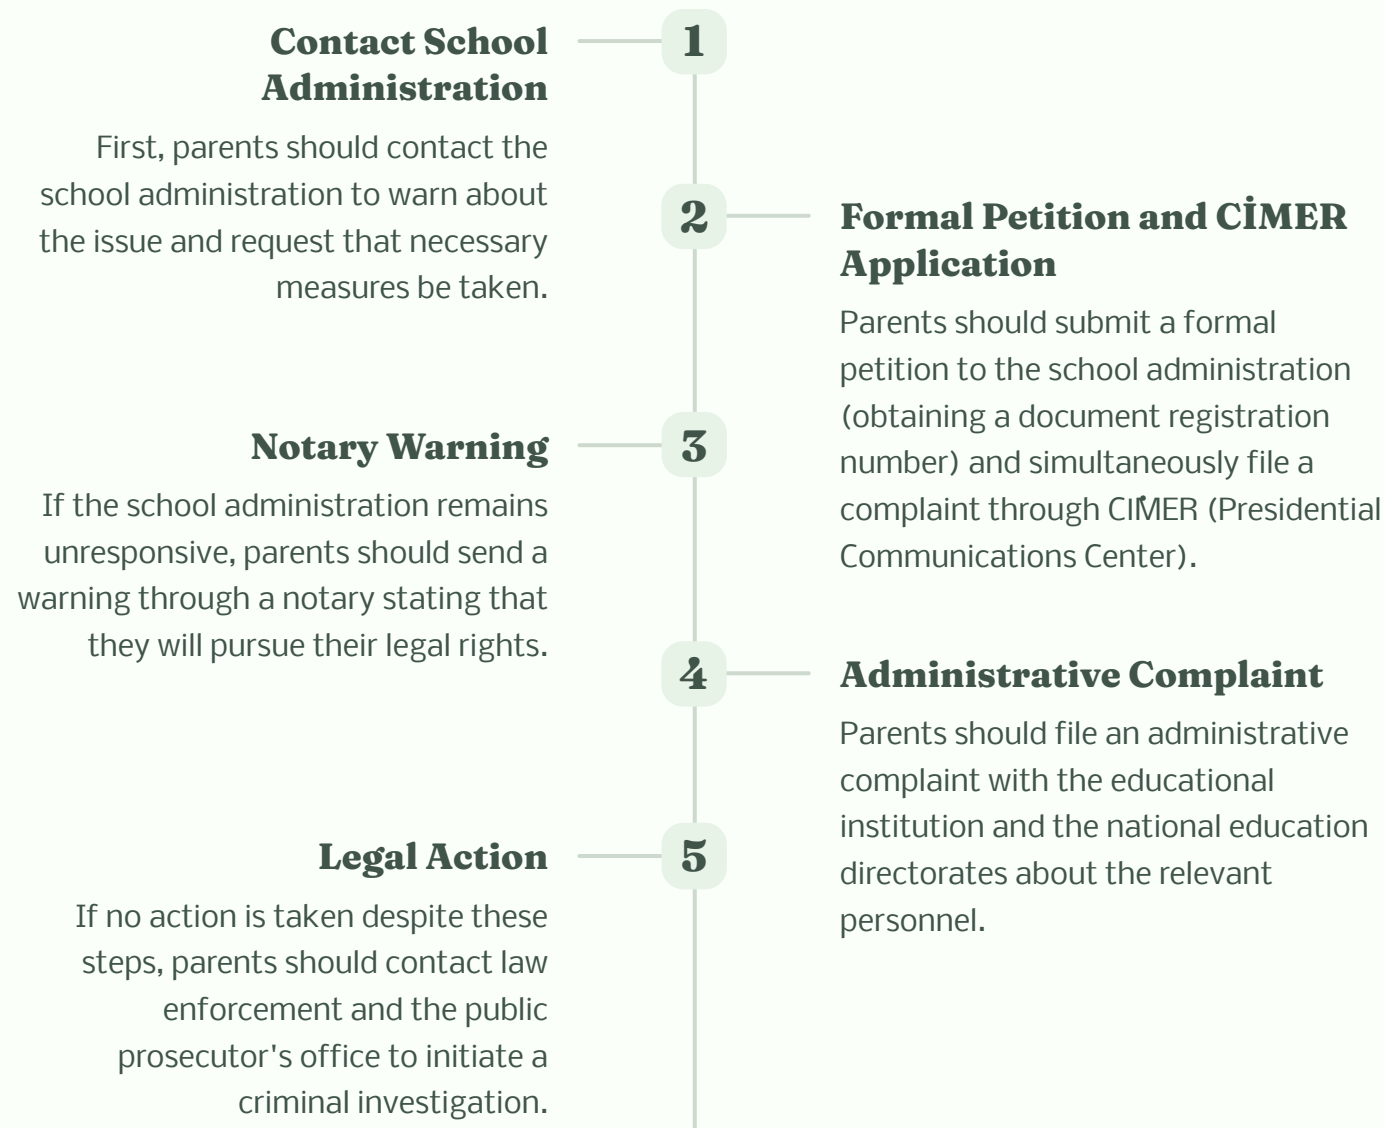 1
Contact School
Administration
First, parents should contact the
school administration to warn about
the issue and request that necessary
measures be taken.
2
Formal Petition and CİMER
Application
Parents should submit a formal
petition to the school administration
(obtaining a document registration
number) and simultaneously file a
complaint through CİMER (Presidential
Communications Center).
3
Notary Warning
If the school administration remains
unresponsive, parents should send a
warning through a notary stating that
they will pursue their legal rights.
4
Administrative Complaint
Parents should file an administrative
complaint with the educational
institution and the national education
directorates about the relevant
personnel.
5
Legal Action
If no action is taken despite these
steps, parents should contact law
enforcement and the public
prosecutor's office to initiate a
criminal investigation.